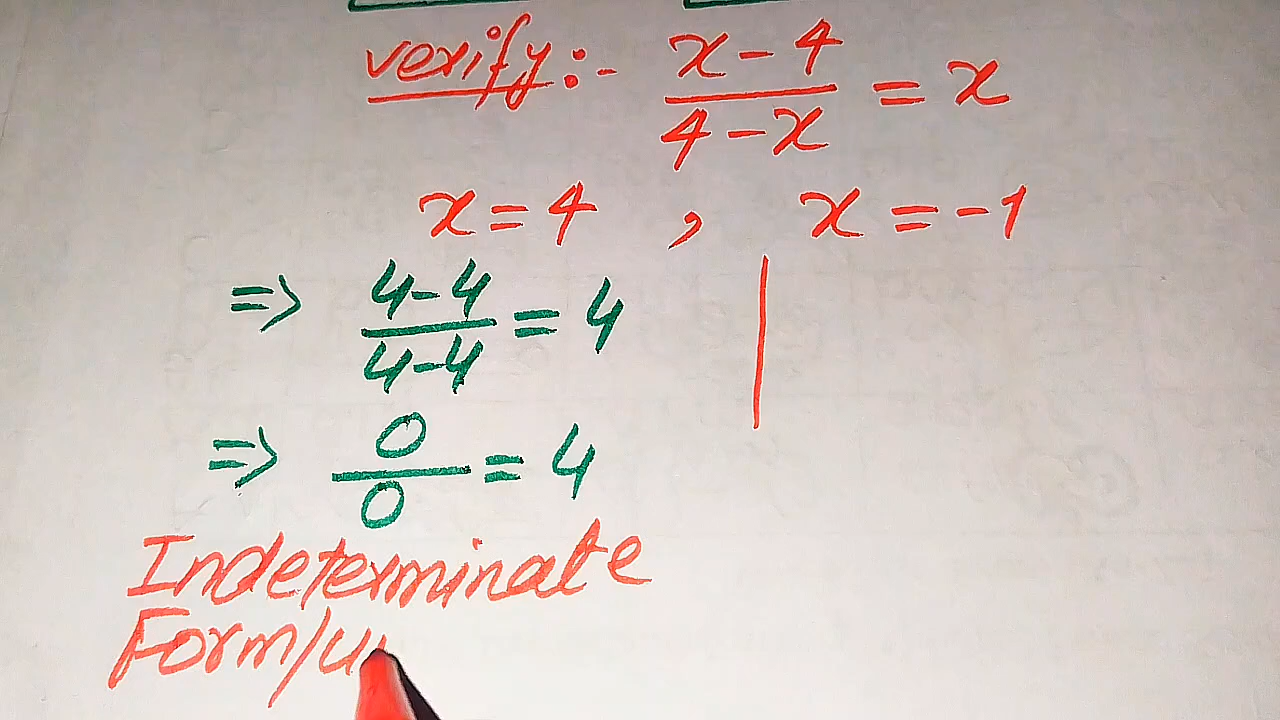 verify:- x-4/4-x = x
x=4 , x=-1
=> 4-4/4-4 = 4
=> 0/0 = 4
Indeterminate
Form/u